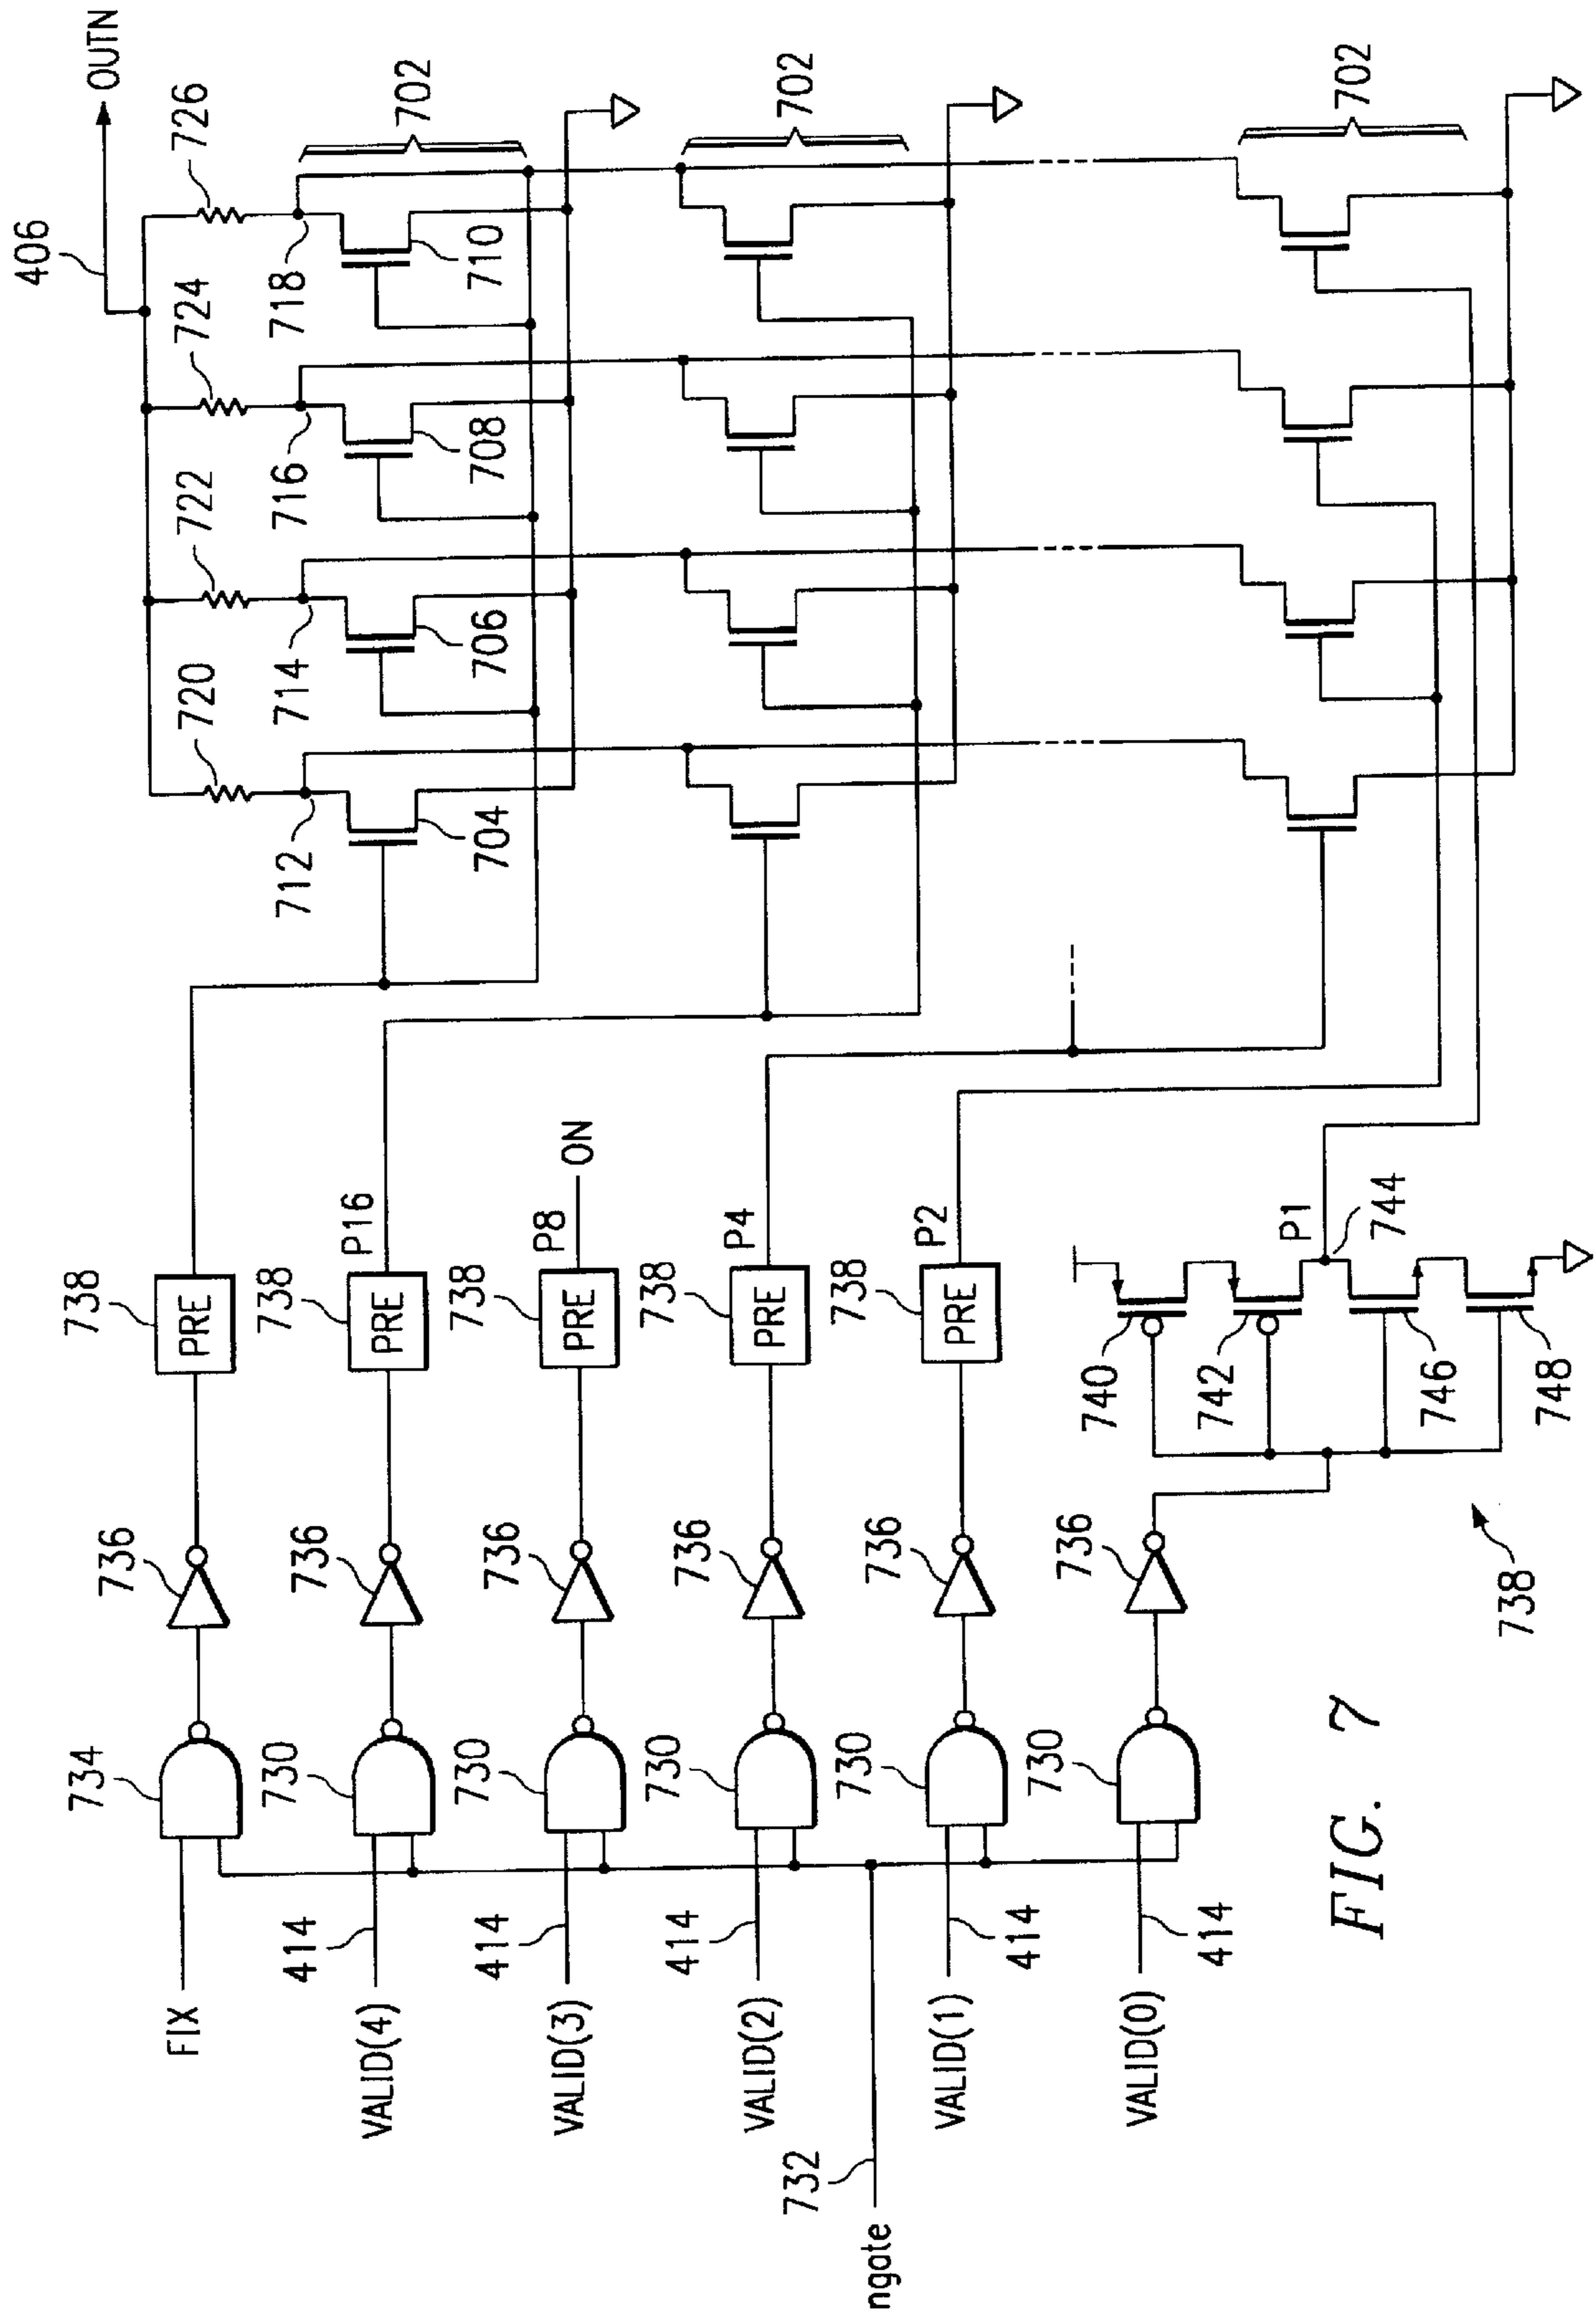 406
OUTN
720
722
724
726
712
714
716
718
702
704
706
708
710
702
702
FIX
734
736
738
PRE
VALID(4)
414
730
736
738
PRE
P16
VALID(3)
414
730
736
738
PRE
P8
ON
VALID(2)
414
730
736
738
PRE
P4
VALID(1)
414
730
736
738
PRE
P2
VALID(0)
414
730
736
740
742
P1
744
746
748
738
732
ngate
FIG. 7